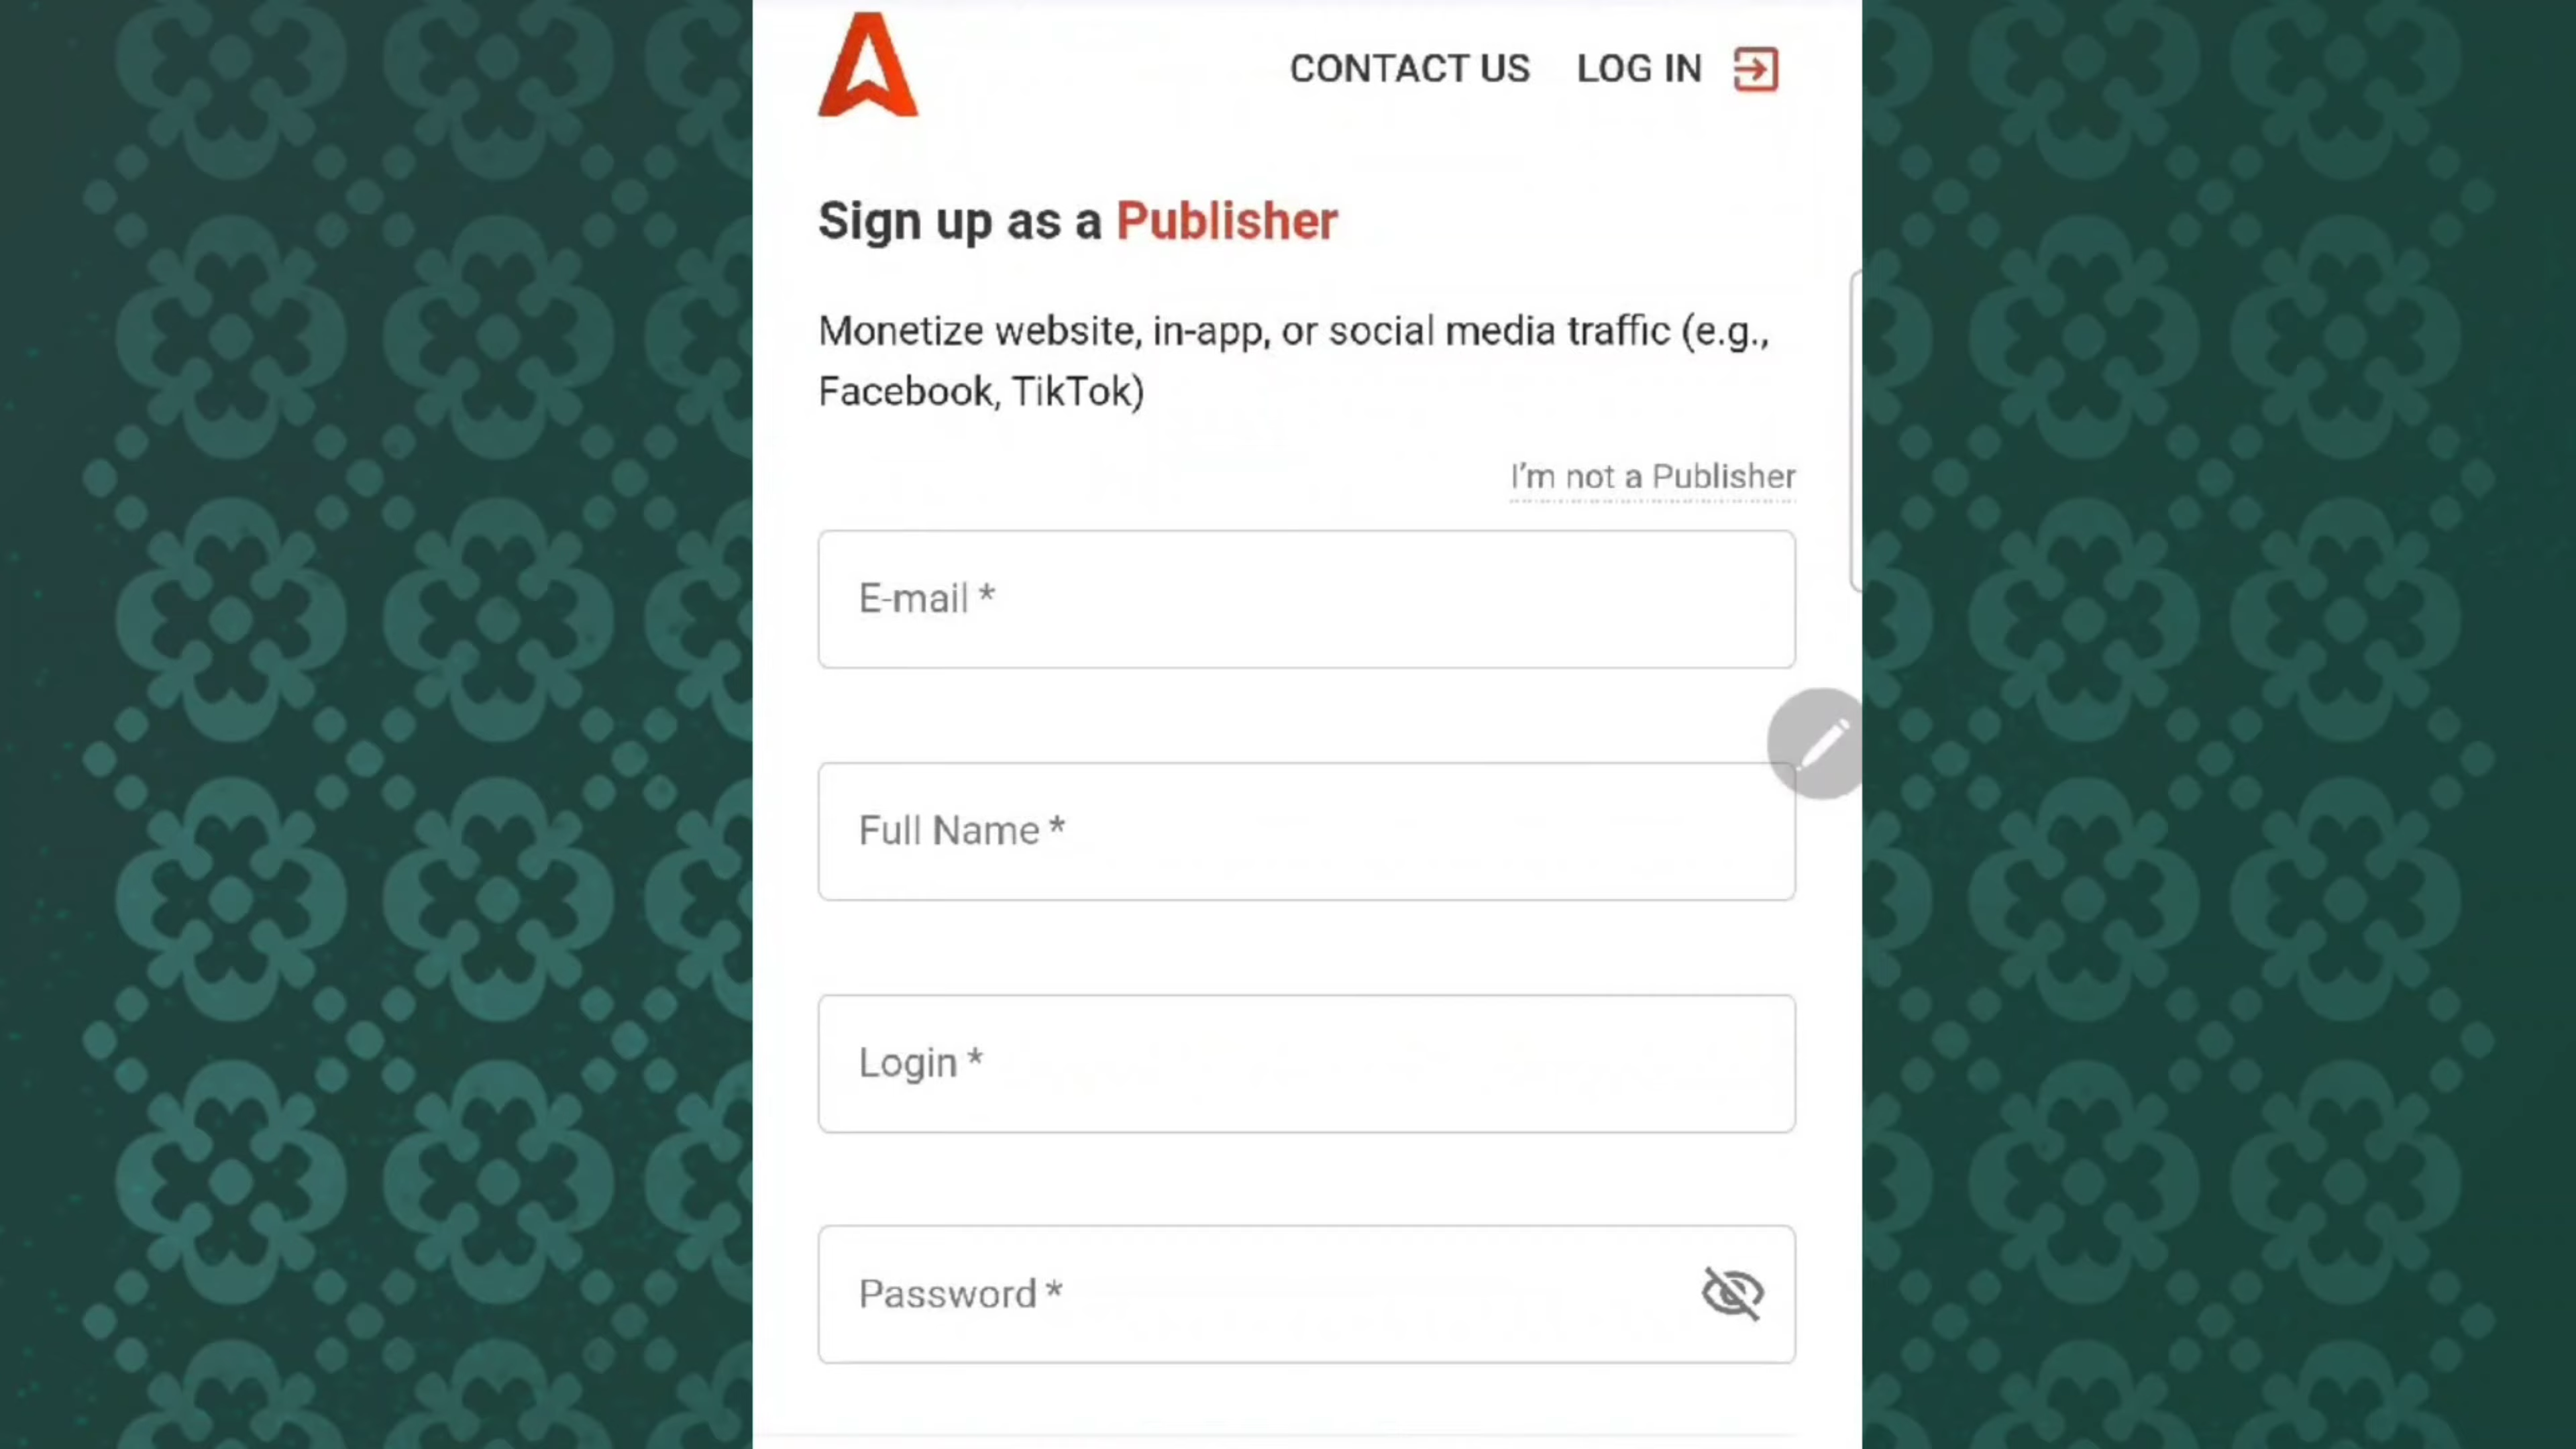 CONTACT US LOG IN
Sign up as a Publisher
Monetize website, in-app, or social media traffic (e.g.,
Facebook, TikTok)
I'm not a Publisher
E-mail *
Full Name *
Login *
Password *